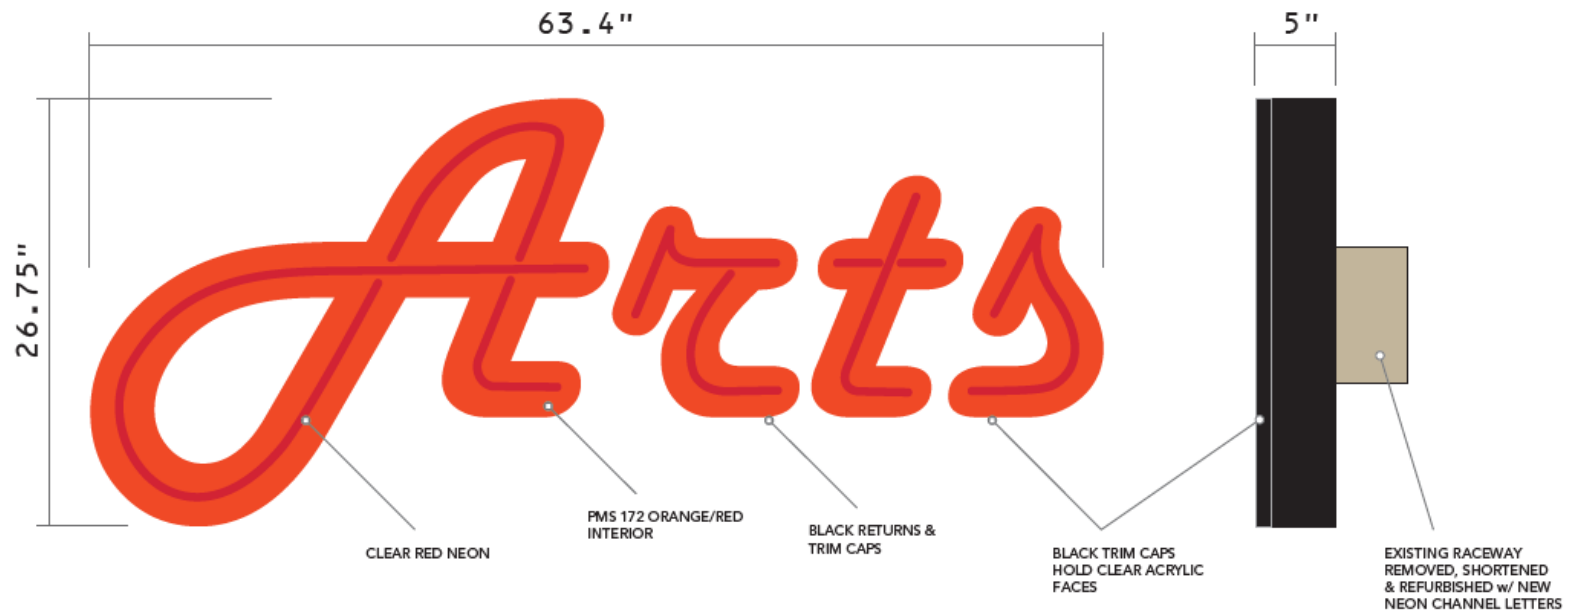 63.4"
5"
26.75"
Arts
CLEAR RED NEON
PMS 172 ORANGE/RED
INTERIOR
BLACK RETURNS &
TRIM CAPS
BLACK TRIM CAPS
HOLD CLEAR ACRYLIC
FACES
EXISTING RACEWAY
REMOVED, SHORTENED
& REFURBISHED w/ NEW
NEON CHANNEL LETTERS